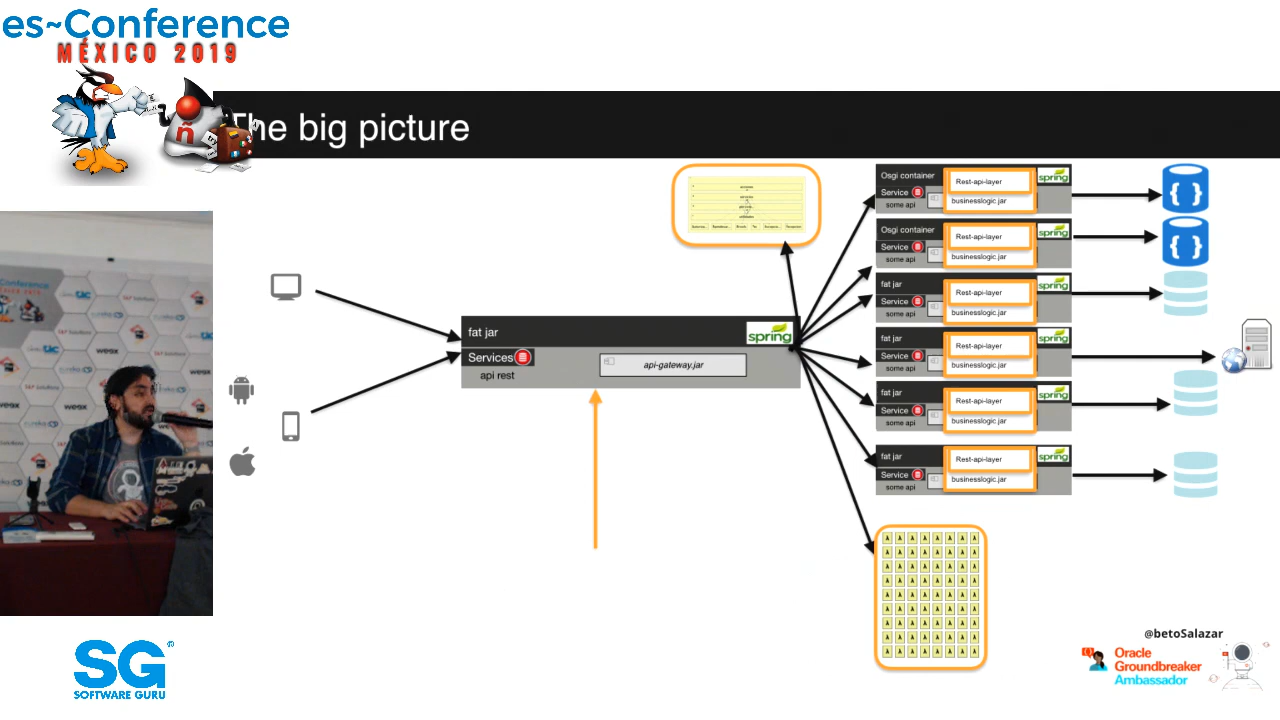 es~Conference
MÉXICO 2019
The big picture
Osgi container
Service
some api
Rest-api-layer
businesslogic.jar
spring
Osgi container
Service
some api
Rest-api-layer
businesslogic.jar
spring
fat jar
Service
some api
Rest-api-layer
businesslogic.jar
spring
fat jar
Service
some api
Rest-api-layer
businesslogic.jar
spring
fat jar
Service
some api
Rest-api-layer
businesslogic.jar
spring
fat jar
Service
some api
Rest-api-layer
businesslogic.jar
spring
fat jar
spring
Services
api rest
api-gateway.jar
@betoSalazar
Oracle
Groundbreaker
Ambassador
SG
SOFTWARE GURU